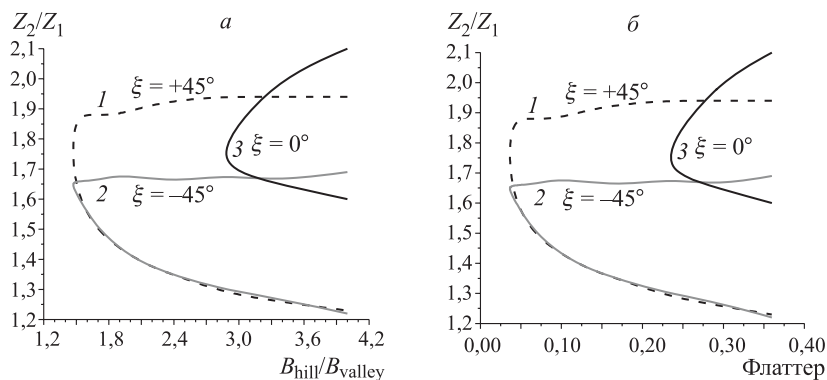 Z₂/Z₁ а
2,1
2,0
1,9
1,8
1,7
1,6
1,5
1,4
1,3
1,2
1 ξ = +45°
3 ξ = 0°
2 ξ = –45°
1,2 1,8 2,4 3,0 3,6 4,2
B_hill/B_valley
Z₂/Z₁ б
2,1
2,0
1,9
1,8
1,7
1,6
1,5
1,4
1,3
1,2
1 ξ = +45°
3 ξ = 0°
2 ξ = –45°
0,00 0,10 0,20 0,30 0,40
Флаттер